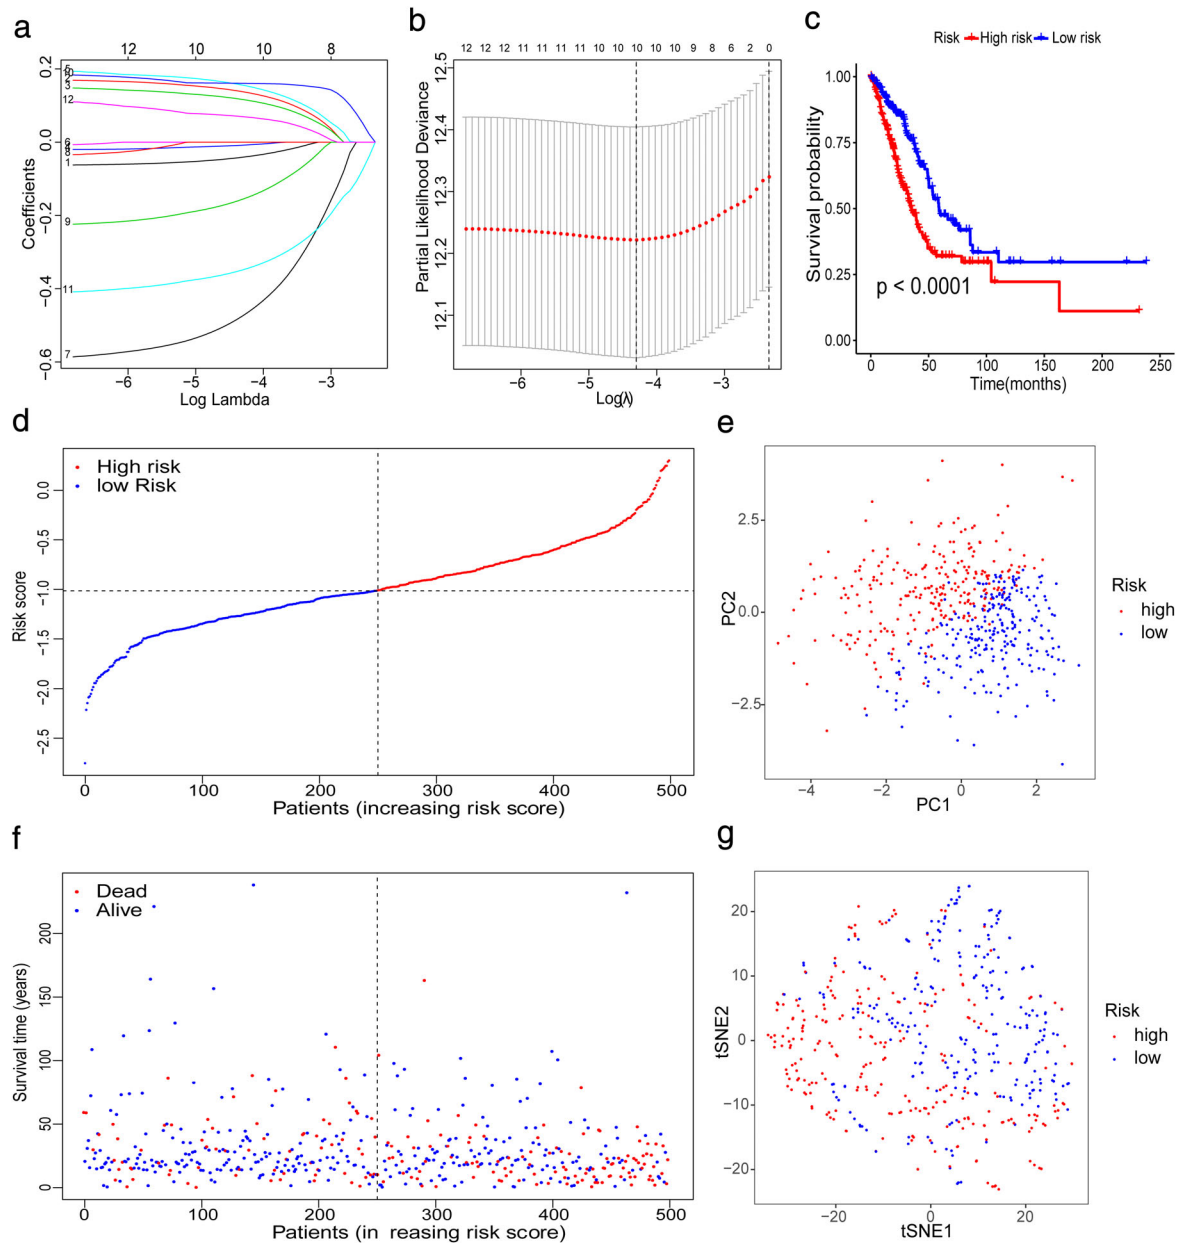 a
12 10 10 8
0.2
0.0
−0.2
−0.4
−0.6
Coefficients
3
12
1
9
11
7
−6 −5 −4 −3
Log Lambda
b
12 12 12 11 11 11 11 10 10 10 10 10 9 8 6 2 0
12.5
12.4
12.3
12.2
12.1
Partial Likelihood Deviance
−6 −5 −4 −3
Log(λ)
c
Risk High risk Low risk
1.00
0.75
0.50
0.25
0.00
Survival probability
p < 0.0001
0 50 100 150 200 250
Time(months)
d
High risk
low Risk
0.0
−0.5
−1.0
−1.5
−2.0
−2.5
Risk score
0 100 200 300 400 500
Patients (increasing risk score)
e
2.5
0.0
−2.5
PC2
−4 −2 0 2
PC1
Risk
high
low
f
Dead
Alive
200
150
100
50
0
Survival time (years)
0 100 200 300 400 500
Patients (in reasing risk score)
g
20
10
0
−10
−20
tSNE2
−20 0 20
tSNE1
Risk
high
low